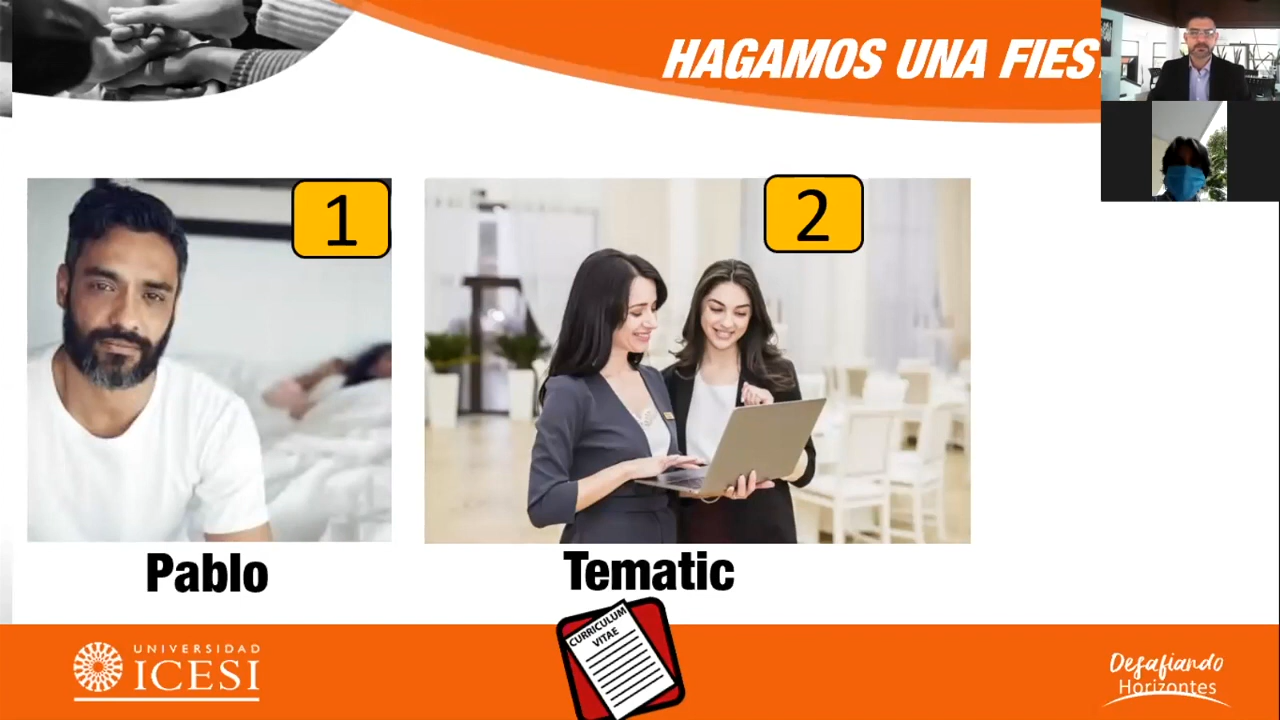 HAGAMOS UNA FIES
1
2
Pablo
Tematic
CURRICULUM
VITAE
UNIVERSIDAD
ICESI
Desafiando
Horizontes